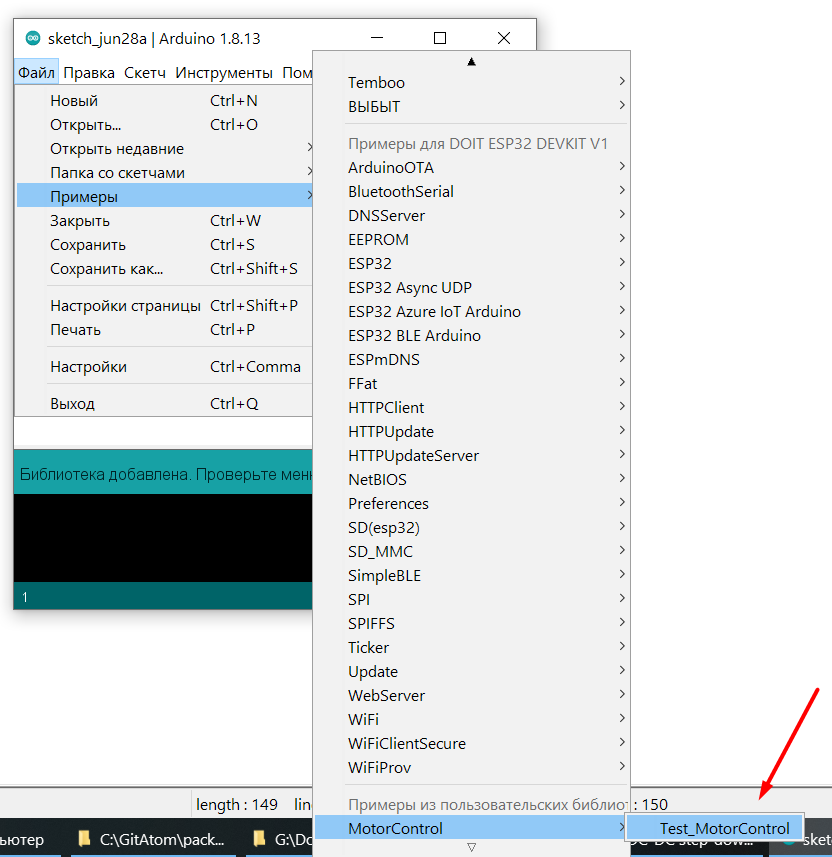 sketch_jun28a | Arduino 1.8.13
Файл Правка Скетч Инструменты Пом
Новый Ctrl+N
Открыть... Ctrl+O
Открыть недавние
Папка со скетчами
Примеры
Закрыть Ctrl+W
Сохранить Ctrl+S
Сохранить как... Ctrl+Shift+S
Настройки страницы Ctrl+Shift+P
Печать Ctrl+P
Настройки Ctrl+Comma
Выход Ctrl+Q
Библиотека добавлена. Проверьте мен
1
Temboo
ВЫБЫТ
Примеры для DOIT ESP32 DEVKIT V1
ArduinoOTA
BluetoothSerial
DNSServer
EEPROM
ESP32
ESP32 Async UDP
ESP32 Azure IoT Arduino
ESP32 BLE Arduino
ESPmDNS
FFat
HTTPClient
HTTPUpdate
HTTPUpdateServer
NetBIOS
Preferences
SD(esp32)
SD_MMC
SimpleBLE
SPI
SPIFFS
Ticker
Update
WebServer
WiFi
WiFiClientSecure
WiFiProv
Примеры из пользовательских библиот
MotorControl
Test_MotorControl
length : 149 lin : 150
ьютер C:\GitAtom\pack... G:\Do DC-DC step-dow... sketc